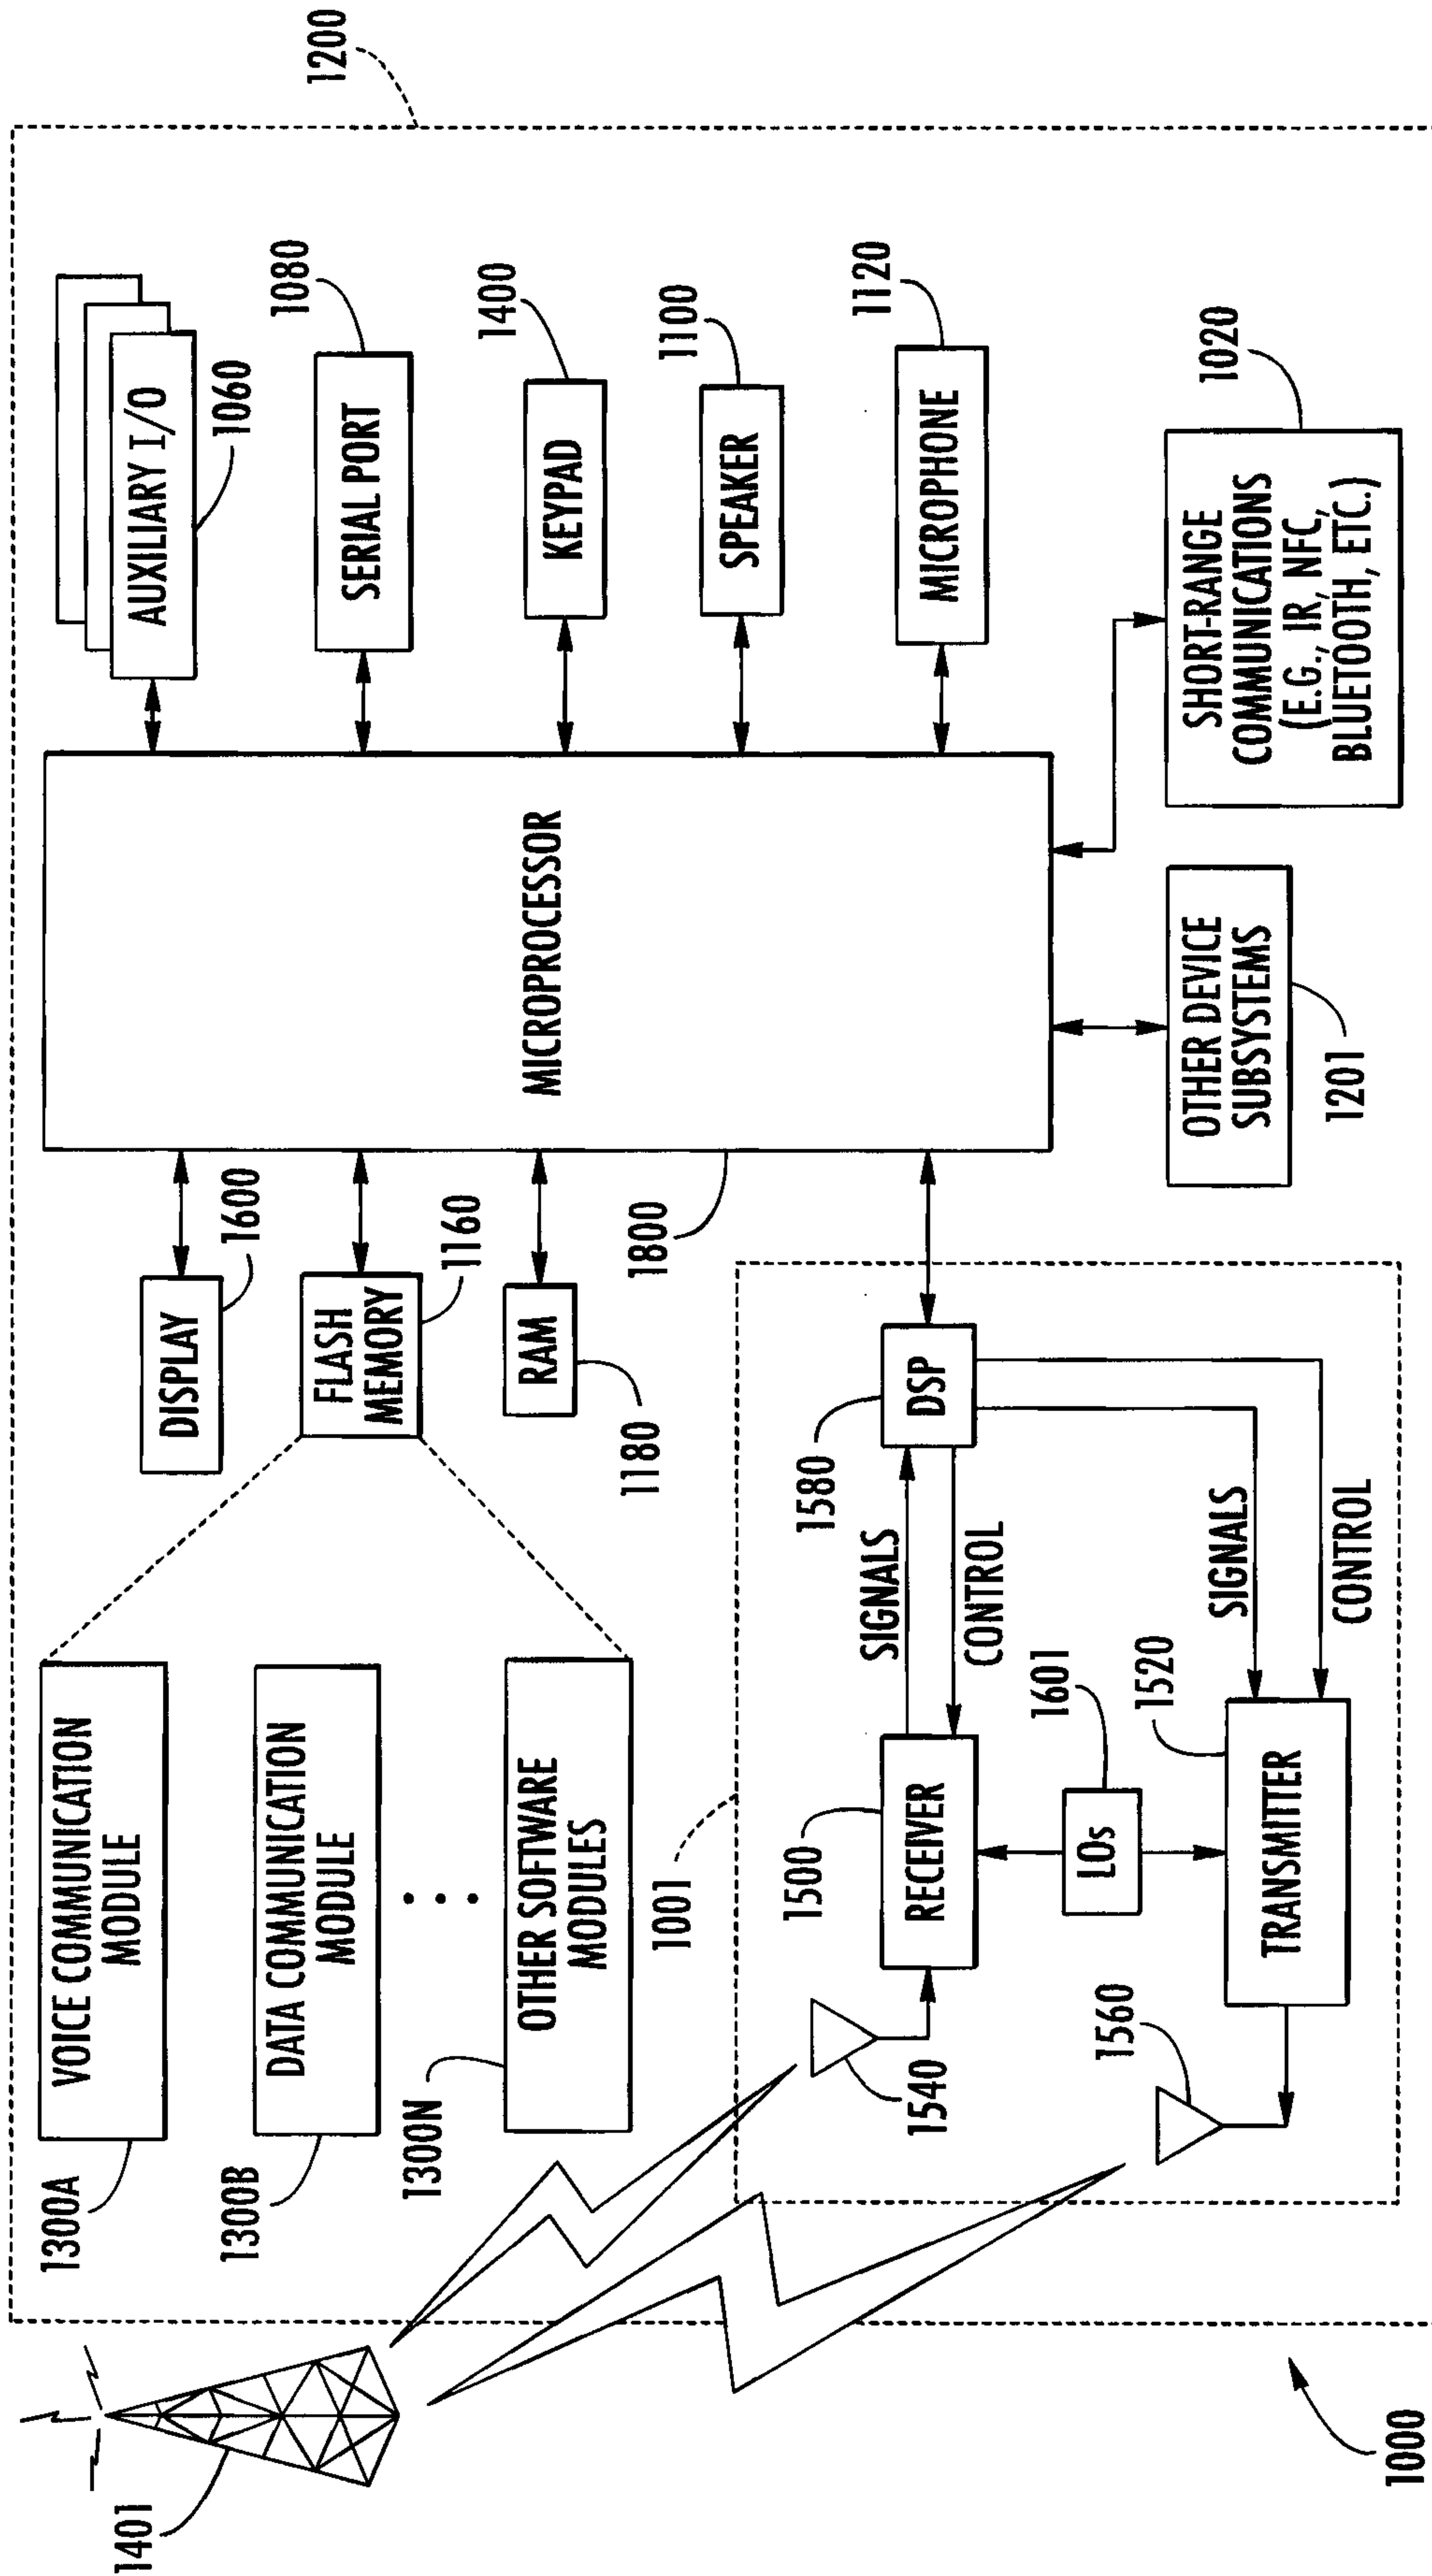 1200
AUXILIARY I/O
1060
SERIAL PORT
1080
KEYPAD
1400
SPEAKER
1100
MICROPHONE
1120
SHORT-RANGE
COMMUNICATIONS
(E.G., IR, NFC,
BLUETOOTH, ETC.)
1020
MICROPROCESSOR
1800
OTHER DEVICE
SUBSYSTEMS
1201
DISPLAY
1600
FLASH
MEMORY
1160
RAM
1180
VOICE COMMUNICATION
MODULE
1300A
DATA COMMUNICATION
MODULE
1300B
OTHER SOFTWARE
MODULES
1300N
1001
DSP
1580
SIGNALS
CONTROL
SIGNALS
CONTROL
RECEIVER
1500
LOs
1601
TRANSMITTER
1520
1540
1560
1401
1000